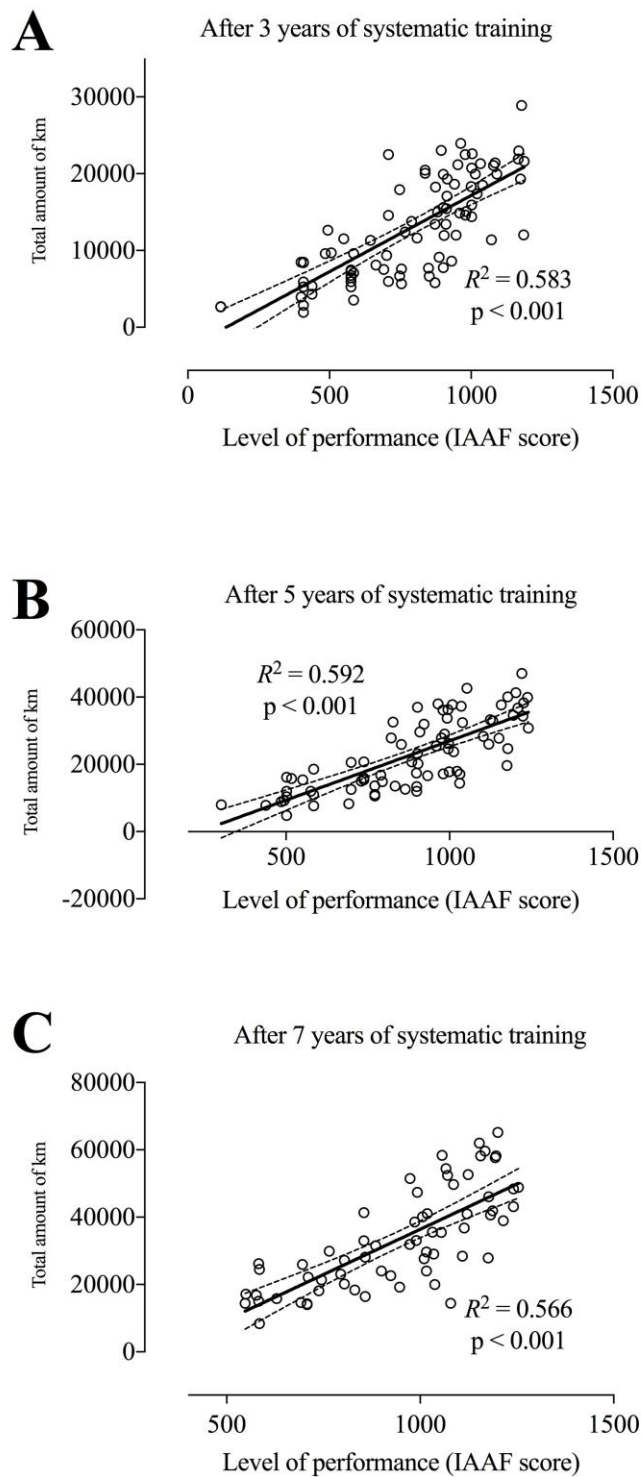 A
After 3 years of systematic training
Total amount of km
30000
20000
10000
0
R² = 0.583
p < 0.001
0 500 1000 1500
Level of performance (IAAF score)
B
After 5 years of systematic training
Total amount of km
60000
40000
20000
0
-20000
R² = 0.592
p < 0.001
500 1000 1500
Level of performance (IAAF score)
C
After 7 years of systematic training
Total amount of km
80000
60000
40000
20000
0
R² = 0.566
p < 0.001
500 1000 1500
Level of performance (IAAF score)